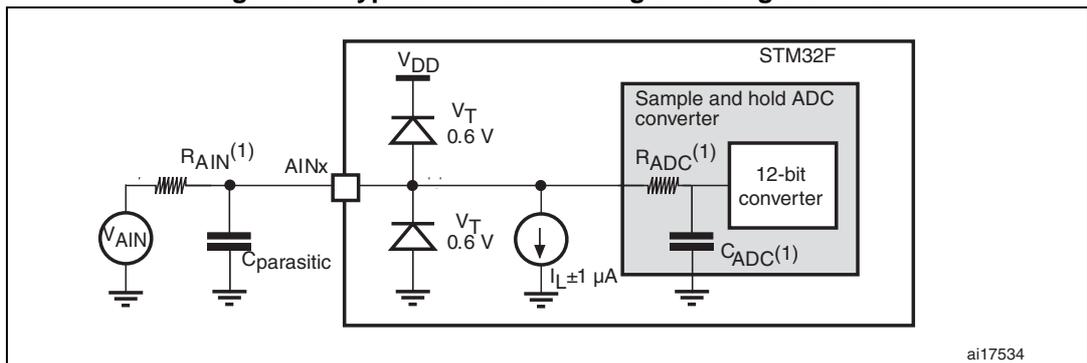 STM32F
VDD
VT
0.6 V
Sample and hold ADC
converter
RAIN(1)
AINx
RADC(1)
12-bit
converter
VAIN
Cparasitic
VT
0.6 V
IL±1 µA
CADC(1)
ai17534